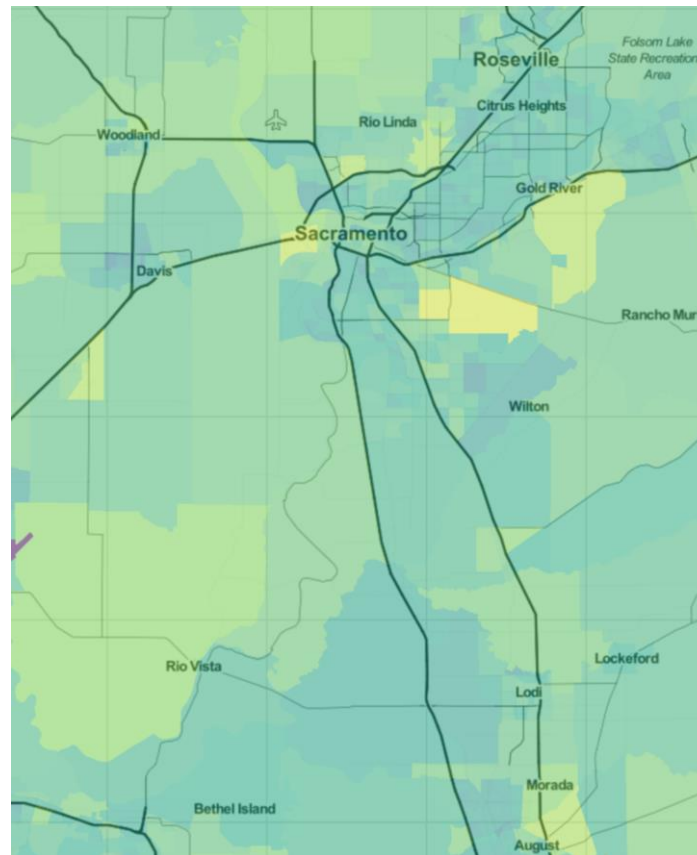 Folsom Lake
State Recreation
Area
Roseville
Citrus Heights
Rio Linda
Woodland
Gold River
Sacramento
Davis
Rancho Mur
Wilton
Rio Vista
Lockeford
Lodi
Morada
Bethel Island
August